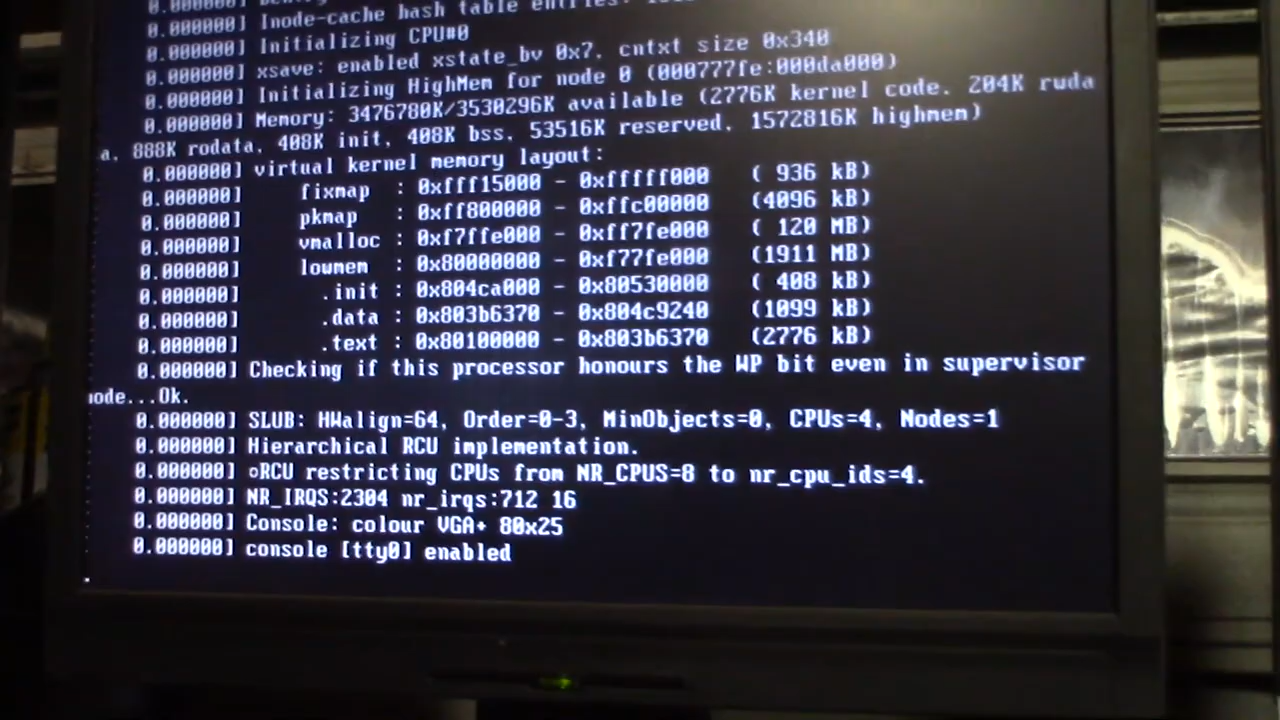 0.000000]
0.000000] Inode-cache hash table entries:
0.000000] Initializing CPU#0
0.000000] xsave: enabled xstate_bv 0x7, cntxt size 0x340
0.000000] Initializing HighMem for node 0 (000777fe:000da000)
0.000000] Memory: 3476780K/3530296K available (2776K kernel code, 204K rwda
a, 888K rodata, 408K init, 408K bss, 53516K reserved, 1572816K highmem)
0.000000] virtual kernel memory layout:
0.000000] fixmap : 0xfff15000 - 0xfffff000 ( 936 kB)
0.000000] pkmap : 0xff800000 - 0xffc00000 (4096 kB)
0.000000] vmalloc : 0xf7ffe000 - 0xff7fe000 ( 120 MB)
0.000000] lowmem : 0x80000000 - 0xf77fe000 (1911 MB)
0.000000] .init : 0x804ca000 - 0x80530000 ( 408 kB)
0.000000] .data : 0x803b6370 - 0x804c9240 (1099 kB)
0.000000] .text : 0x80100000 - 0x803b6370 (2776 kB)
0.000000] Checking if this processor honours the WP bit even in supervisor
ode...Ok.
0.000000] SLUB: HWalign=64, Order=0-3, MinObjects=0, CPUs=4, Nodes=1
0.000000] Hierarchical RCU implementation.
0.000000] oRCU restricting CPUs from NR_CPUS=8 to nr_cpu_ids=4.
0.000000] NR_IRQS:2304 nr_irqs:712 16
0.000000] Console: colour VGA+ 80x25
0.000000] console [tty0] enabled